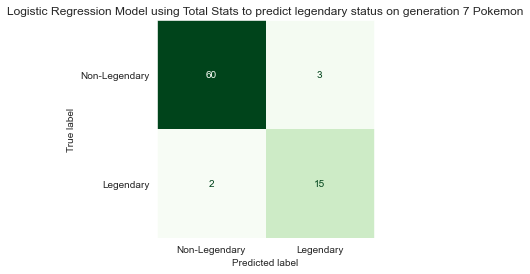 Logistic Regression Model using Total Stats to predict legendary status on generation 7 Pokemon
Non-Legendary
60
3
True label
Legendary
2
15
Non-Legendary
Legendary
Predicted label